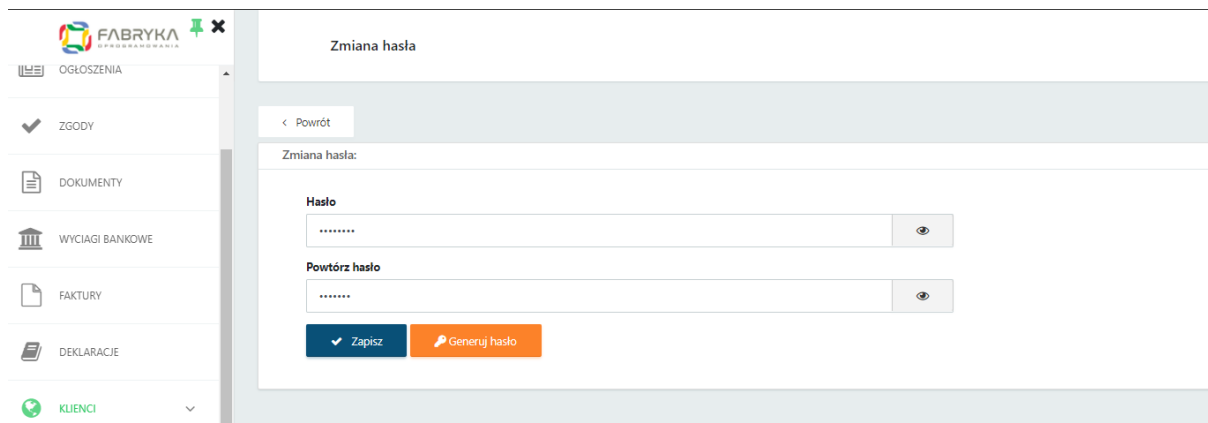 FABRYKA
OPROGRAMOWANIA
OGŁOSZENIA
ZGODY
DOKUMENTY
WYCIAGI BANKOWE
FAKTURY
DEKLARACJE
KLIENCI
Zmiana hasła
Powrót
Zmiana hasła:
Hasło
••••••••
Powtórz hasło
•••••••
Zapisz
Generuj hasło